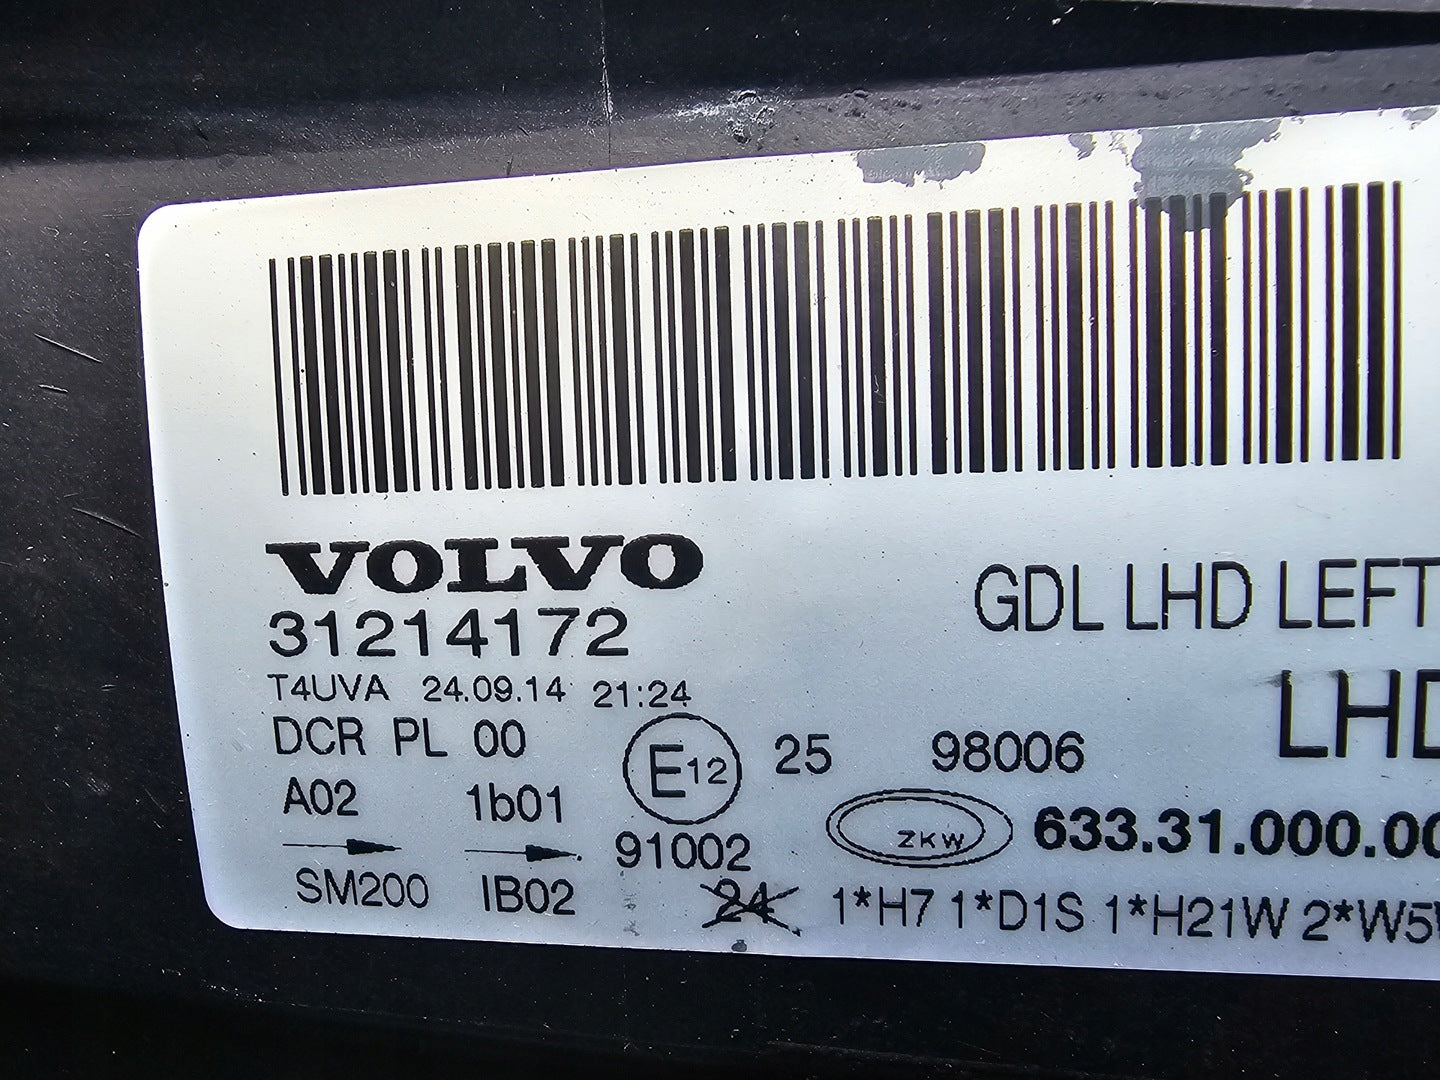 VOLVO
31214172
GDL LHD LEFT
T4UVA 24.09.14 21:24
LHD
DCR PL 00
E12 25 98006
A02 1b01
ZKW 633.31.000.00
91002
SM200 IB02
24 1*H7 1*D1S 1*H21W 2*W5W